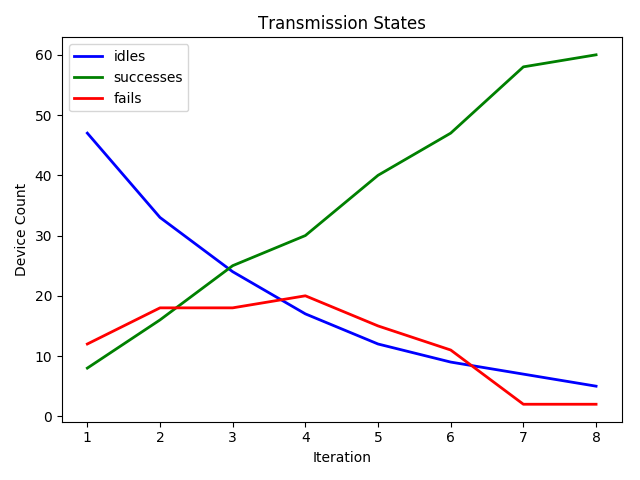 Transmission States
idles
successes
fails
Device Count
60
50
40
30
20
10
0
1 2 3 4 5 6 7 8
Iteration